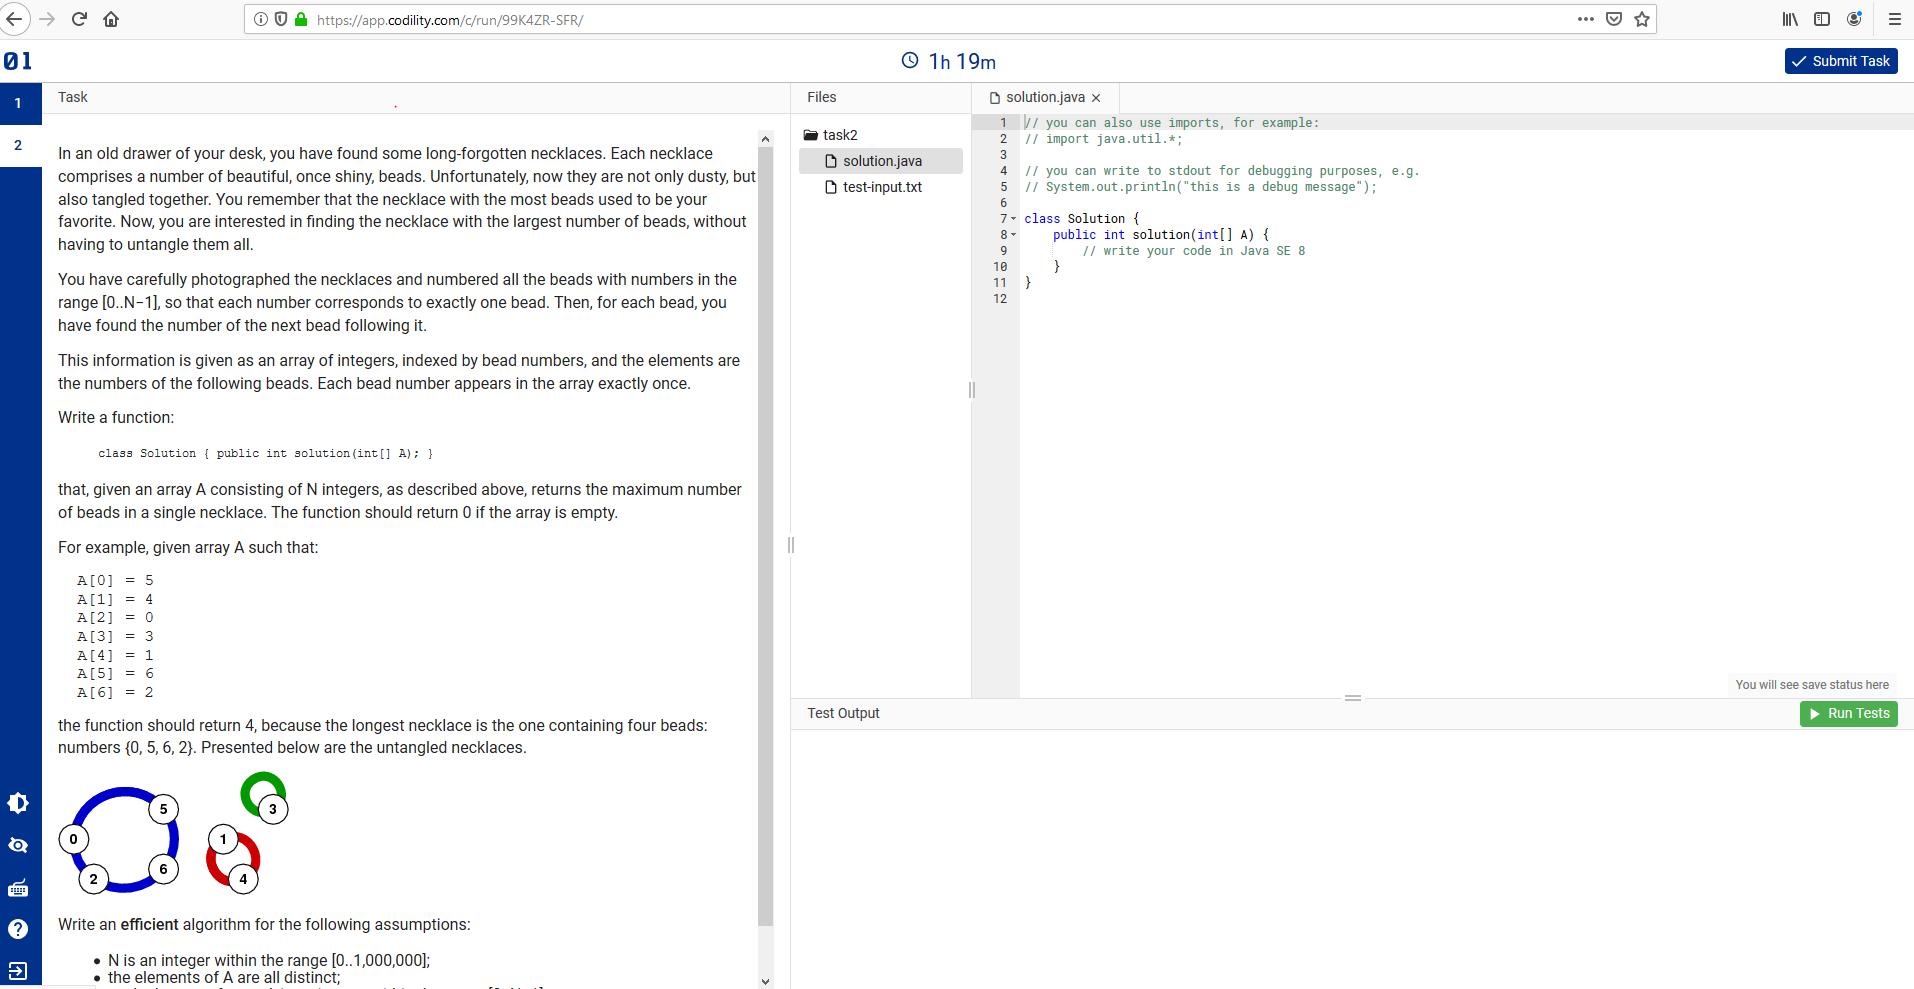 https://app.codility.com/c/run/99K4ZR-SFR/
01
1h 19m
Submit Task
1
2
Task
In an old drawer of your desk, you have found some long-forgotten necklaces. Each necklace
comprises a number of beautiful, once shiny, beads. Unfortunately, now they are not only dusty, but
also tangled together. You remember that the necklace with the most beads used to be your
favorite. Now, you are interested in finding the necklace with the largest number of beads, without
having to untangle them all.
You have carefully photographed the necklaces and numbered all the beads with numbers in the
range [0..N−1], so that each number corresponds to exactly one bead. Then, for each bead, you
have found the number of the next bead following it.
This information is given as an array of integers, indexed by bead numbers, and the elements are
the numbers of the following beads. Each bead number appears in the array exactly once.
Write a function:
class Solution { public int solution(int[] A); }
that, given an array A consisting of N integers, as described above, returns the maximum number
of beads in a single necklace. The function should return 0 if the array is empty.
For example, given array A such that:
A[0] = 5
A[1] = 4
A[2] = 0
A[3] = 3
A[4] = 1
A[5] = 6
A[6] = 2
the function should return 4, because the longest necklace is the one containing four beads:
numbers {0, 5, 6, 2}. Presented below are the untangled necklaces.
5
3
0
1
6
2
4
Write an efficient algorithm for the following assumptions:
• N is an integer within the range [0..1,000,000];
• the elements of A are all distinct;
Files
task2
solution.java
test-input.txt
solution.java ×
1 // you can also use imports, for example:
2 // import java.util.*;
3
4 // you can write to stdout for debugging purposes, e.g.
5 // System.out.println("this is a debug message");
6
7 class Solution {
8 public int solution(int[] A) {
9 // write your code in Java SE 8
10 }
11 }
12
You will see save status here
Test Output
Run Tests